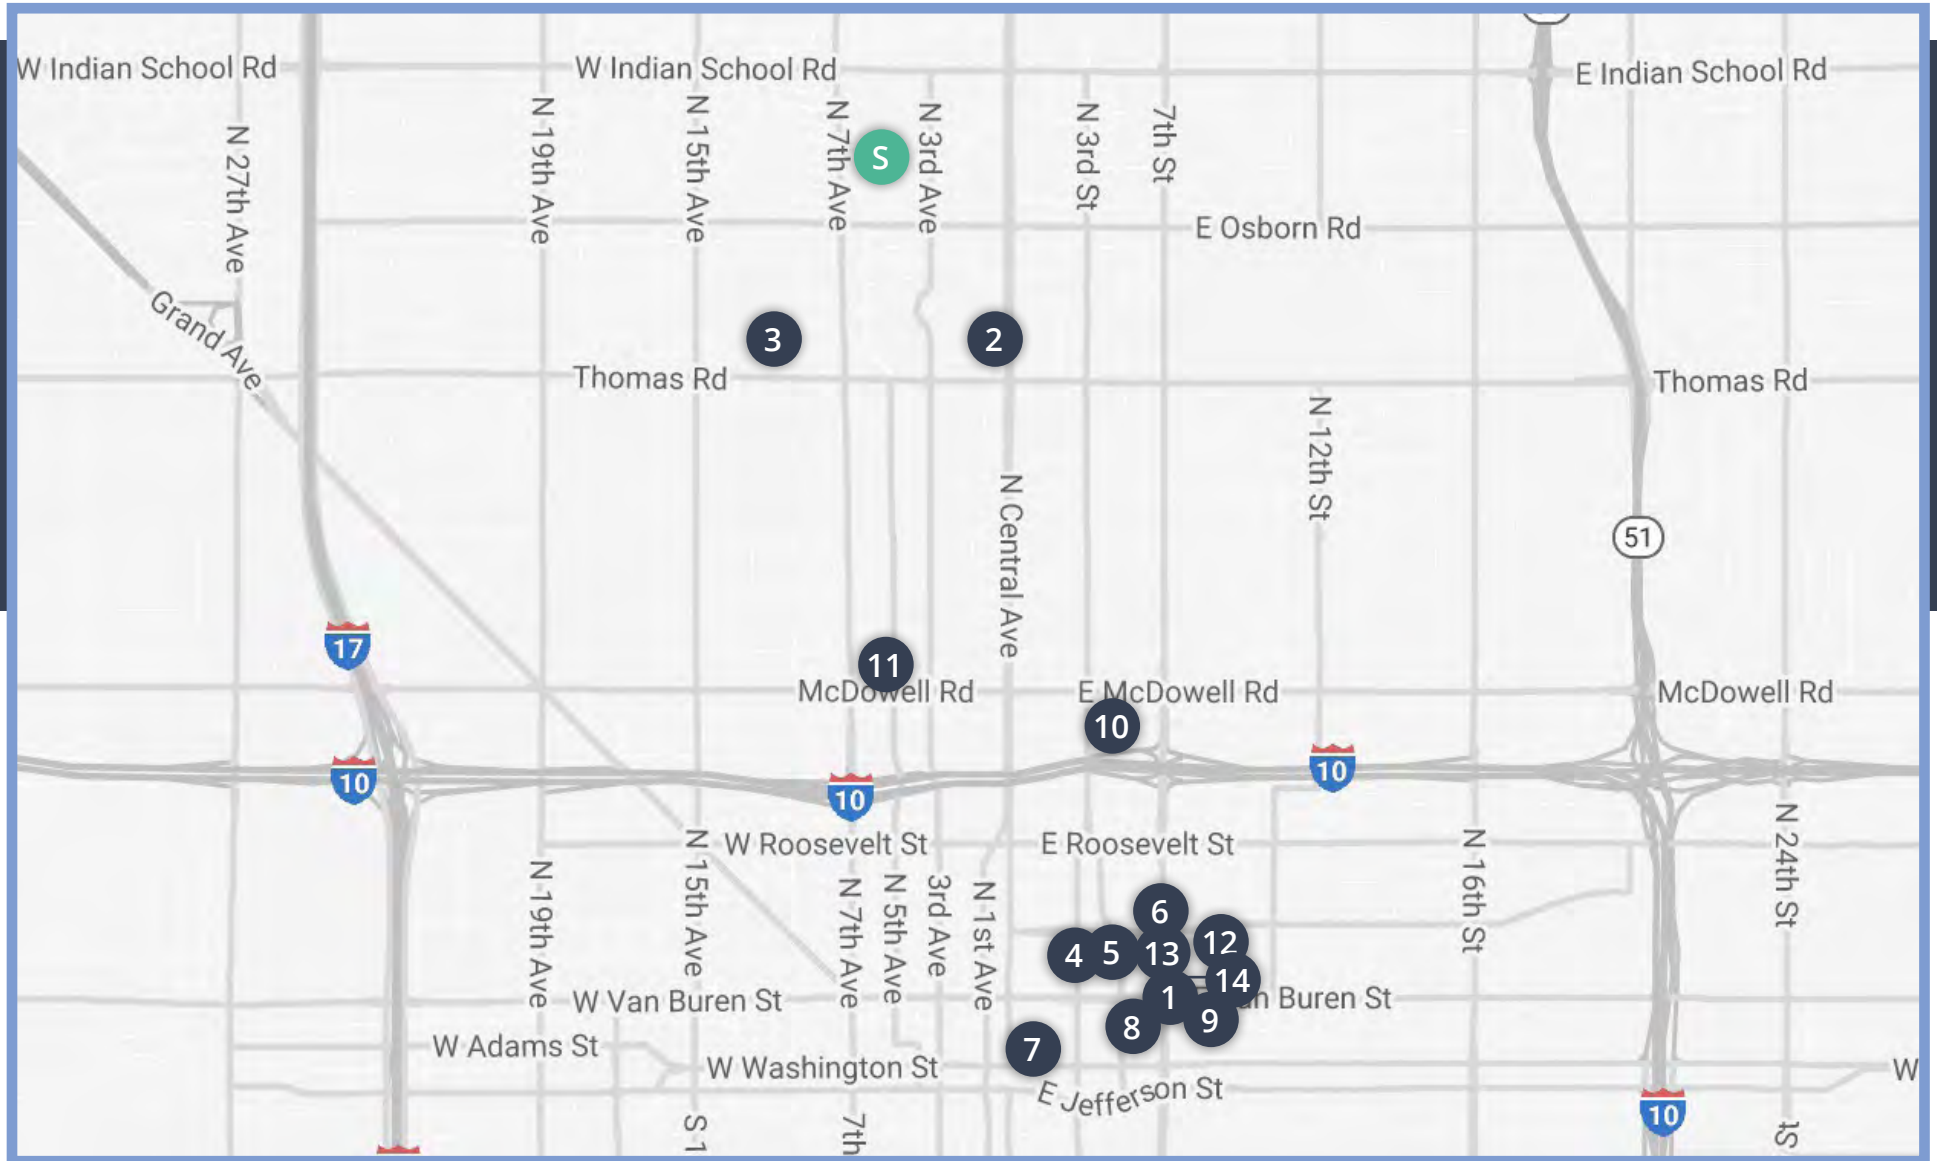 W Indian School Rd
W Indian School Rd
E Indian School Rd
N 27th Ave
N 19th Ave
N 15th Ave
N 7th Ave
S
N 3rd Ave
N 3rd St
7th St
E Osborn Rd
Grand Ave
3
2
Thomas Rd
Thomas Rd
N 12th St
N Central Ave
51
17
11
McDowell Rd
E McDowell Rd
McDowell Rd
10
10
10
10
W Roosevelt St
E Roosevelt St
N 19th Ave
N 15th Ave
N 7th Ave
N 5th Ave
3rd Ave
N 1st Ave
N 16th St
N 24th St
6
4
5
13
12
14
1
W Van Buren St
an Buren St
8
9
7
W Adams St
W Washington St
W
E Jefferson St
10
S 1
7th